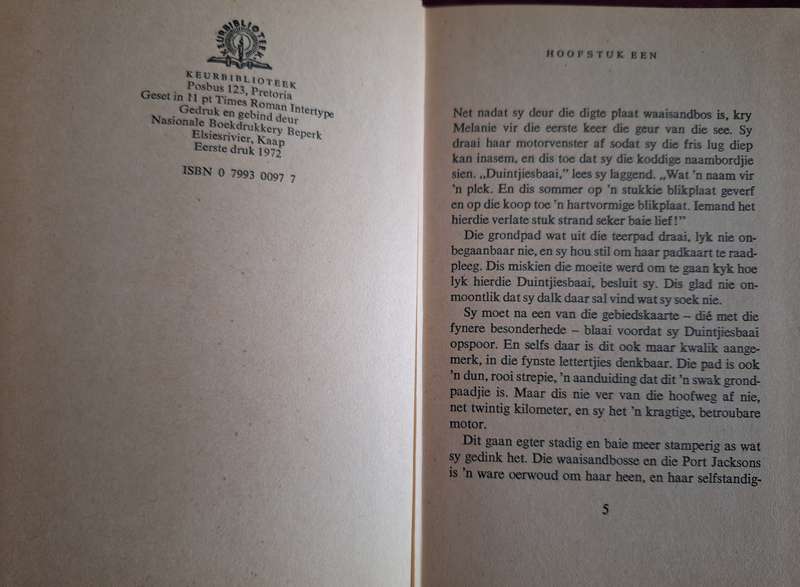 KEURBIBLIOTEEK
KEURBIBLIOTEEK
Posbus 123, Pretoria
Geset in 11 pt Times Roman Intertype
Gedruk en gebind deur
Nasionale Boekdrukkery Beperk
Elsiesrivier, Kaap
Eerste druk 1972
ISBN 0 7993 0097 7
HOOFSTUK EEN
Net nadat sy deur die digte plaat waaisandbos is, kry
Melanie vir die eerste keer die geur van die see. Sy
draai haar motorvenster af sodat sy die fris lug diep
kan inasem, en dis toe dat sy die koddige naambordjie
sien. „Duintjiesbaai,” lees sy laggend. „Wat ’n naam vir
’n plek. En dis sommer op ’n stukkie blikplaat geverf
en op die koop toe ’n hartvormige blikplaat. Iemand het
hierdie verlate stuk strand seker baie lief!”
Die grondpad wat uit die teerpad draai, lyk nie on-
begaanbaar nie, en sy hou stil om haar padkaart te raad-
pleeg. Dis miskien die moeite werd om te gaan kyk hoe
lyk hierdie Duintjiesbaai, besluit sy. Dis glad nie on-
moontlik dat sy dalk daar sal vind wat sy soek nie.
Sy moet na een van die gebiedskaarte – dié met die
fynere besonderhede – blaai voordat sy Duintjiesbaai
opspoor. En selfs daar is dit ook maar kwalik aange-
merk, in die fynste lettertjies denkbaar. Die pad is ook
’n dun, rooi strepie, ’n aanduiding dat dit ’n swak grond-
paadjie is. Maar dis nie ver van die hoofweg af nie,
net twintig kilometer, en sy het ’n kragtige, betroubare
motor.
Dit gaan egter stadig en baie meer stamperig as wat
sy gedink het. Die waaisandbosse en die Port Jacksons
is ’n ware oerwoud om haar heen, en haar selfstandig-
5